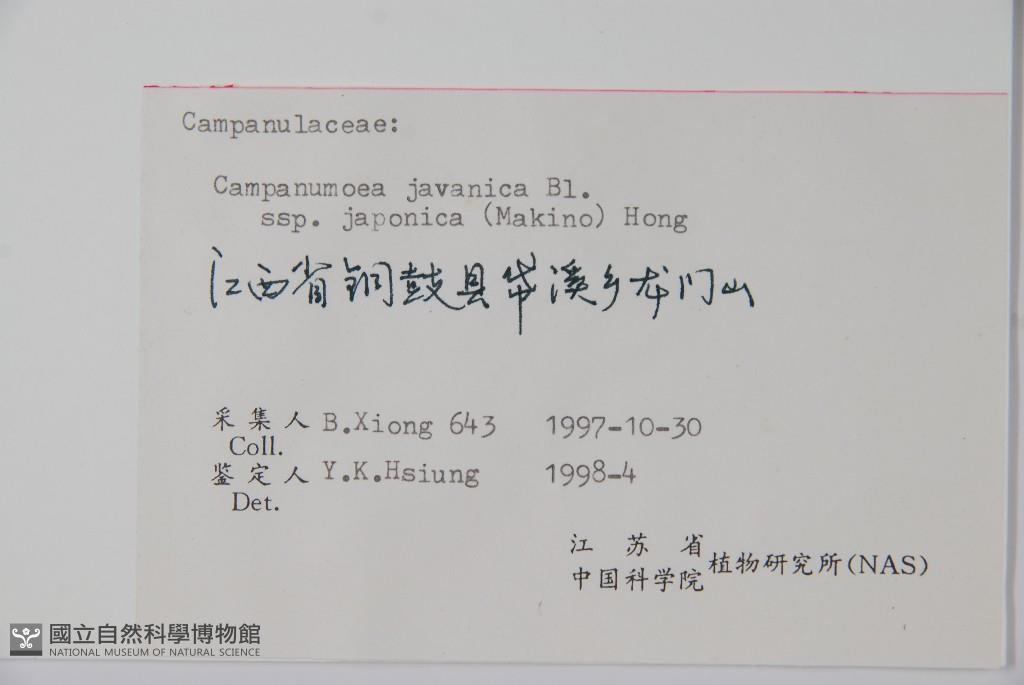 Campanulaceae:
Campanumoea javanica Bl.
ssp. japonica (Makino) Hong
江西省铜鼓县带溪乡龙门山
采集人 B.Xiong 643 1997-10-30
Coll.
鉴定人 Y.K.Hsiung 1998-4
Det.
江苏省
中国科学院 植物研究所(NAS)
國立自然科學博物館
NATIONAL MUSEUM OF NATURAL SCIENCE